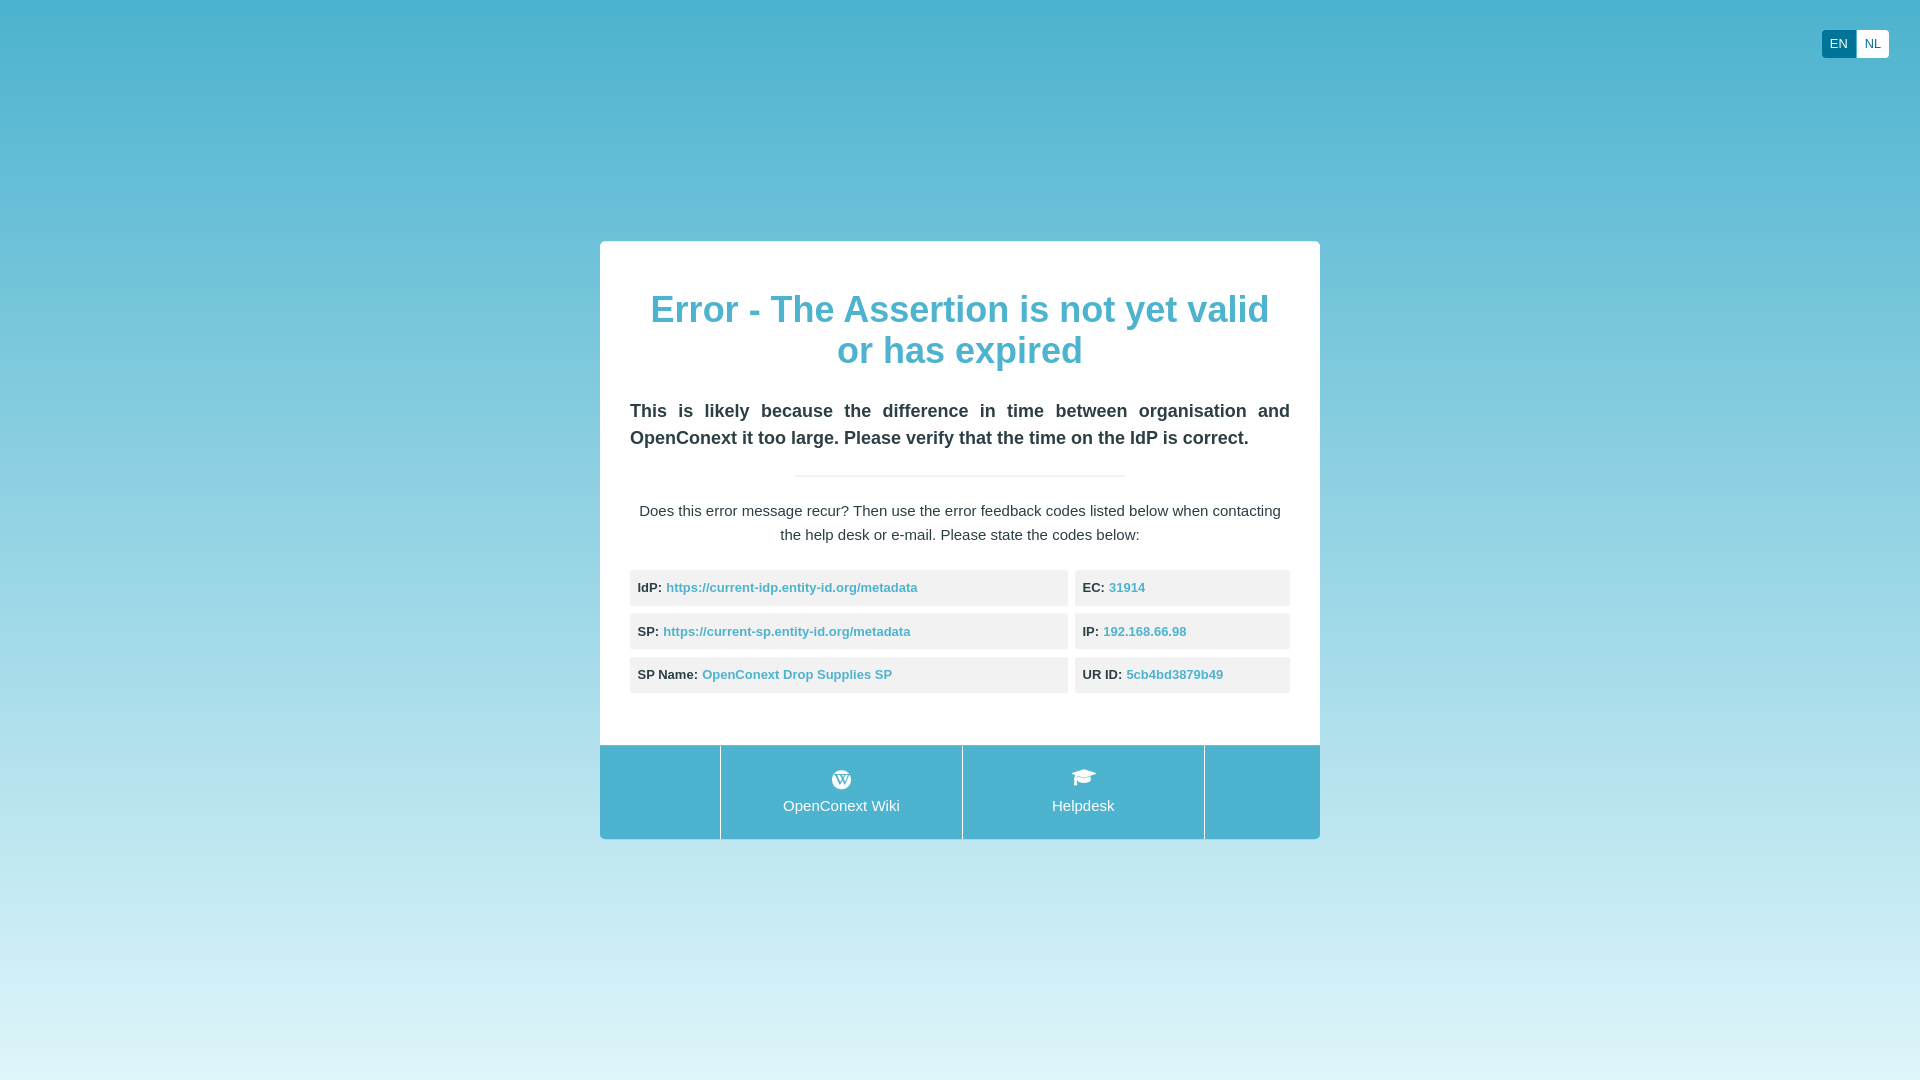 EN NL
Error - The Assertion is not yet valid
or has expired
This is likely because the difference in time between organisation and
OpenConext it too large. Please verify that the time on the IdP is correct.
Does this error message recur? Then use the error feedback codes listed below when contacting
the help desk or e-mail. Please state the codes below:
IdP: https://current-idp.entity-id.org/metadata
EC: 31914
SP: https://current-sp.entity-id.org/metadata
IP: 192.168.66.98
SP Name: OpenConext Drop Supplies SP
UR ID: 5cb4bd3879b49
OpenConext Wiki
Helpdesk